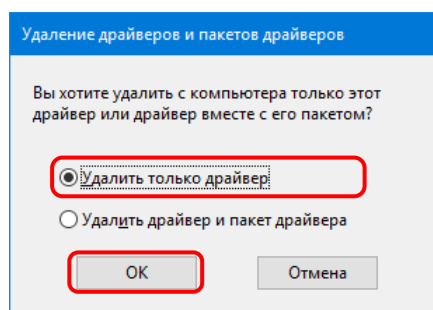 Удаление драйверов и пакетов драйверов
Вы хотите удалить с компьютера только этот
драйвер или драйвер вместе с его пакетом?
Удалить только драйвер
Удалить драйвер и пакет драйвера
ОК
Отмена